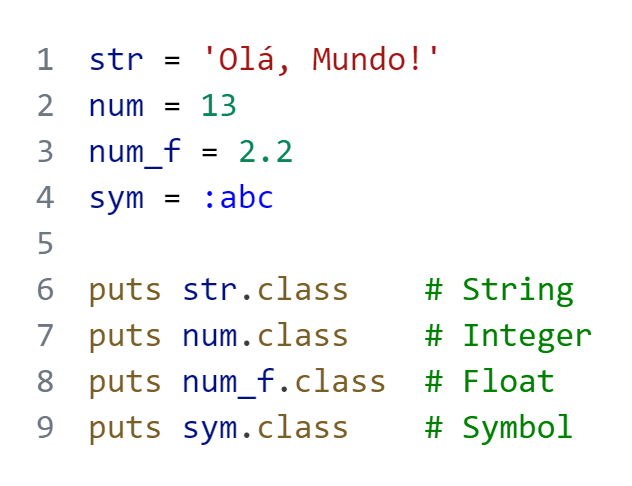 1 str = 'Olá, Mundo!'
2 num = 13
3 num_f = 2.2
4 sym = :abc
5
6 puts str.class    # String
7 puts num.class    # Integer
8 puts num_f.class  # Float
9 puts sym.class    # Symbol